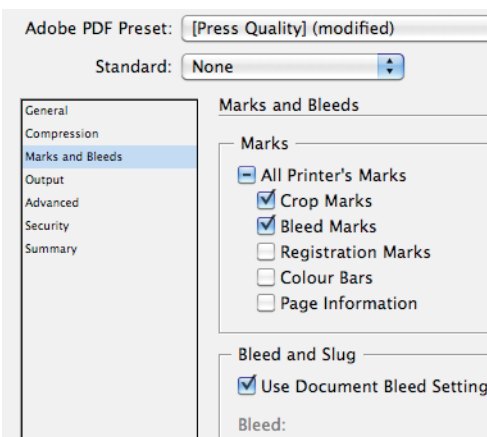 Adobe PDF Preset: [Press Quality] (modified)
Standard: None
General
Compression
Marks and Bleeds
Output
Advanced
Security
Summary
Marks and Bleeds
Marks
All Printer's Marks
Crop Marks
Bleed Marks
Registration Marks
Colour Bars
Page Information
Bleed and Slug
Use Document Bleed Setting
Bleed: